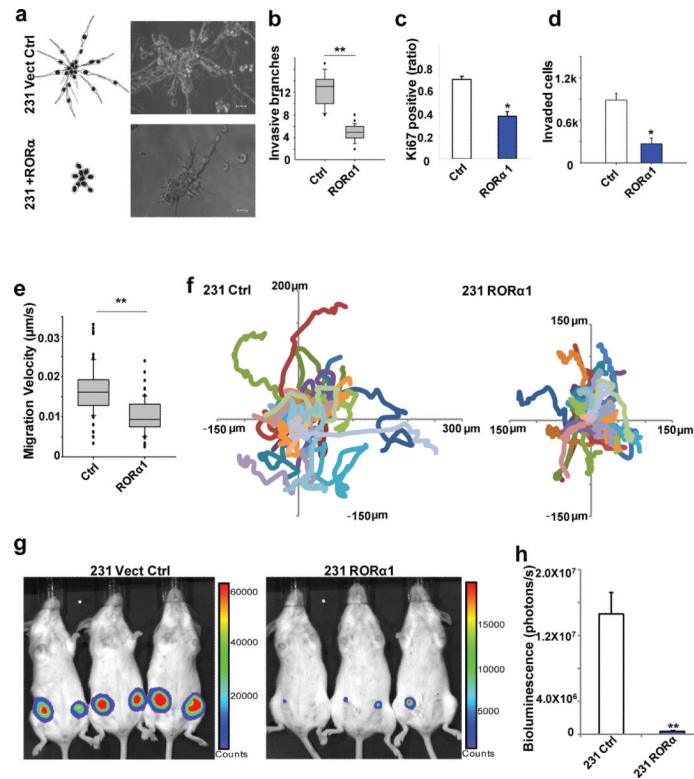 a
231 Vect Ctrl
231 +RORα
b
Invasive branches
**
12
8
4
0
Ctrl
RORα1
c
Ki67 positive (ratio)
0.8
0.6
0.4
0.2
0
*
Ctrl
RORα1
d
Invaded cells
1.2k
0.6k
0
*
Ctrl
RORα1
e
Migration Velocity (µm/s)
**
0.03
0.02
0.01
0
Ctrl
RORα1
f
231 Ctrl
200µm
-150 µm
300 µm
-150µm
231 RORα1
150µm
150µm
150µm
-150µm
g
231 Vect Ctrl
60000
40000
20000
Counts
231 RORα1
15000
10000
5000
Counts
h
Bioluminescence (photons/s)
2.0X10⁷
1.2X10⁷
4.0X10⁶
0
**
231 Ctrl
231 RORα